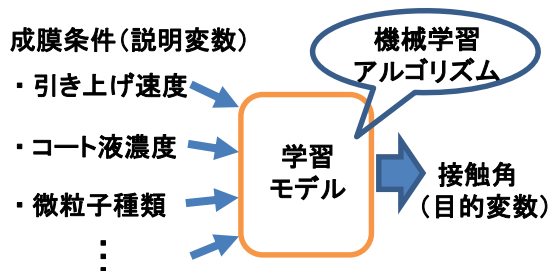 成膜条件（説明変数）
・引き上げ速度
・コート液濃度
・微粒子種類
⋮
学習
モデル
機械学習
アルゴリズム
接触角
（目的変数）